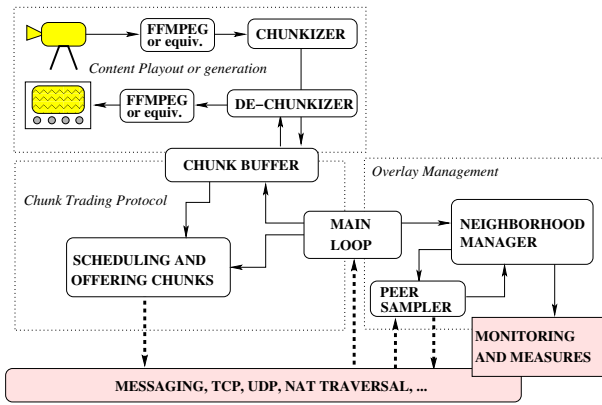 FFMPEG
or equiv.
CHUNKIZER
Content Playout or generation
FFMPEG
or equiv.
DE-CHUNKIZER
CHUNK BUFFER
Overlay Management
Chunk Trading Protocol
MAIN
LOOP
NEIGHBORHOOD
MANAGER
SCHEDULING AND
OFFERING CHUNKS
PEER
SAMPLER
MONITORING
AND MEASURES
MESSAGING, TCP, UDP, NAT TRAVERSAL, ...